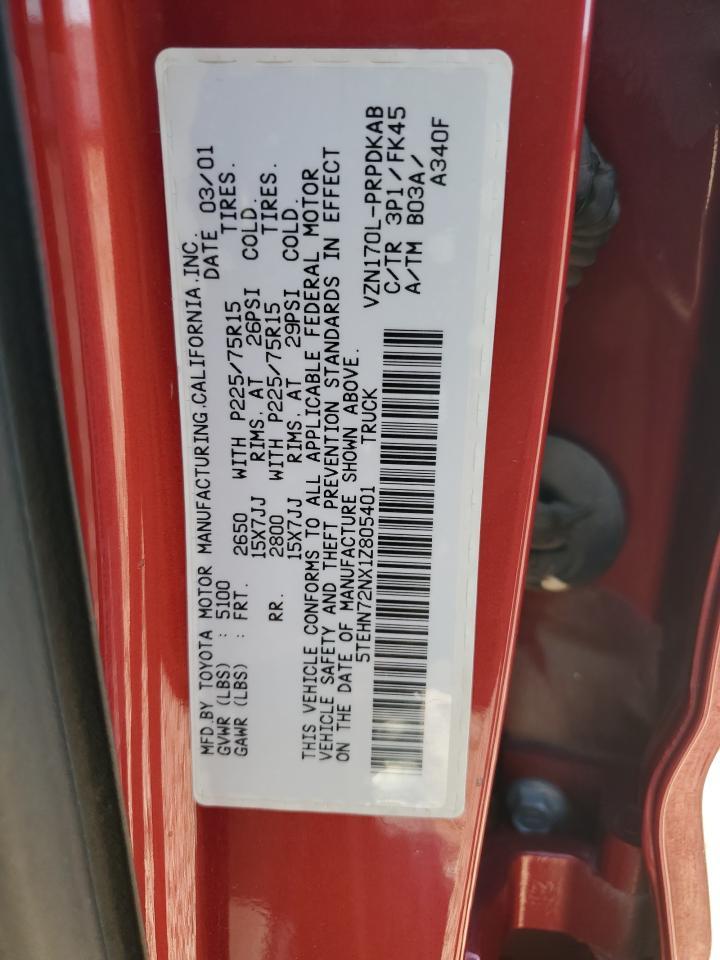 MFD BY TOYOTA MOTOR MANUFACTURING.CALIFORNIA.INC.
GVWR (LBS) : 5100 DATE 03/01
GAWR (LBS) : FRT. 2650 WITH P225/75R15 TIRES.
15X7JJ RIMS. AT 26PSI COLD.
RR. 2800 WITH P225/75R15 TIRES.
15X7JJ RIMS. AT 29PSI COLD.
THIS VEHICLE CONFORMS TO ALL APPLICABLE FEDERAL MOTOR
VEHICLE SAFETY AND THEFT PREVENTION STANDARDS IN EFFECT
ON THE DATE OF MANUFACTURE SHOWN ABOVE.
5TEHN72NX1Z805401 TRUCK
VZN170L-PRPDKAB
C/TR 3P1/FK45
A/TM B03A/
A340F